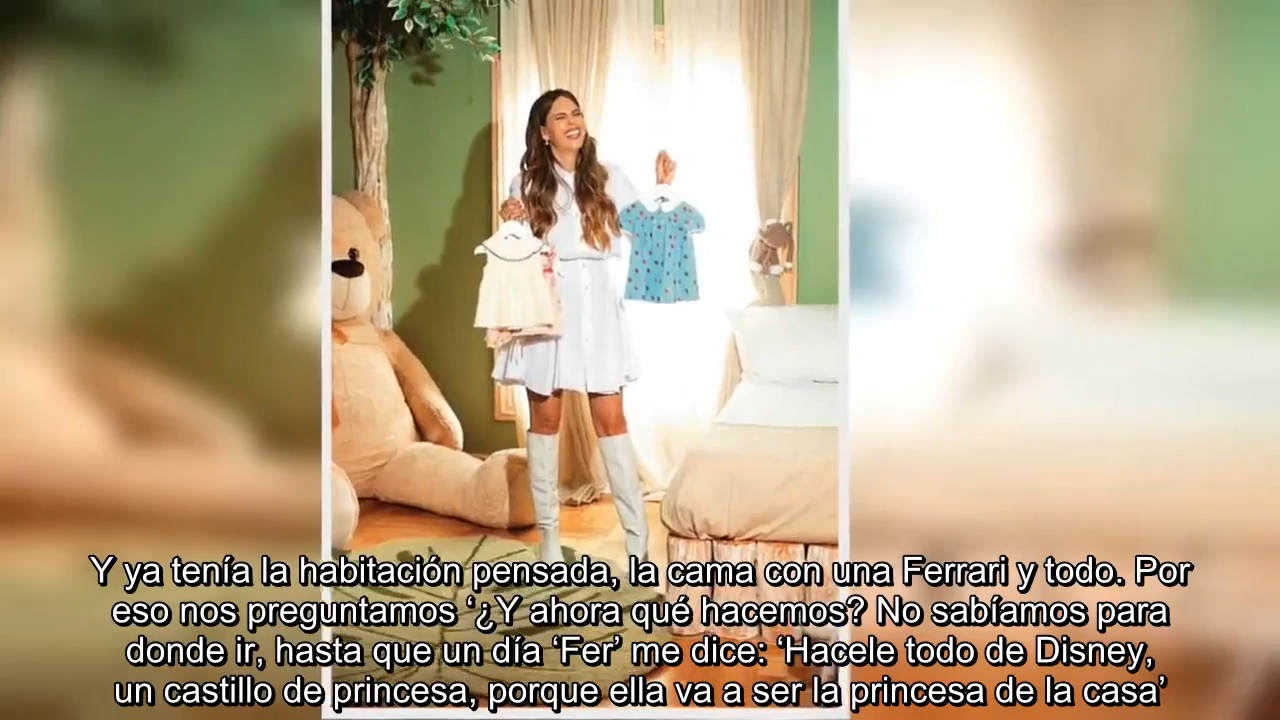 Y ya tenía la habitación pensada, la cama con una Ferrari y todo. Por
eso nos preguntamos ‘¿Y ahora qué hacemos? No sabíamos para
donde ir, hasta que un día ‘Fer’ me dice: ‘Hacele todo de Disney,
un castillo de princesa, porque ella va a ser la princesa de la casa’